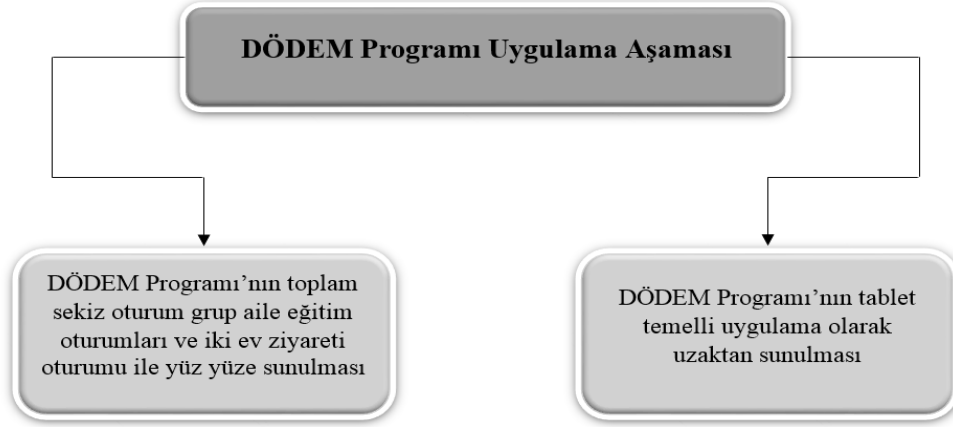 DÖDEM Programı Uygulama Aşaması
DÖDEM Programı’nın toplam
sekiz oturum grup aile eğitim
oturumları ve iki ev ziyareti
oturumu ile yüz yüze sunulması
DÖDEM Programı’nın tablet
temelli uygulama olarak
uzaktan sunulması